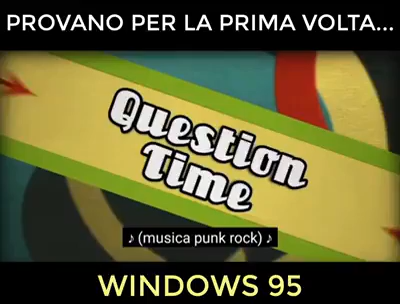 PROVANO PER LA PRIMA VOLTA...
Question
Time
♪ (musica punk rock) ♪
WINDOWS 95